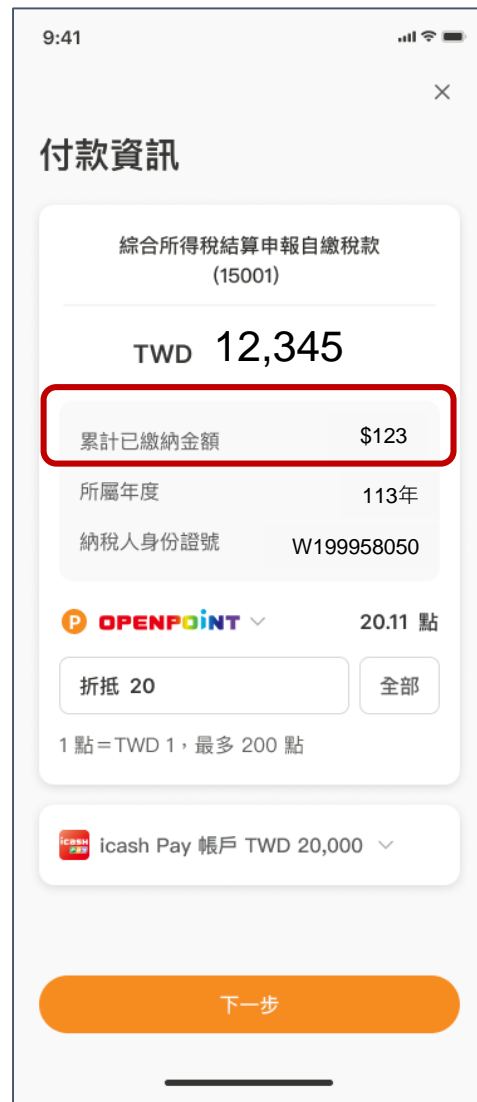 9:41
付款資訊
綜合所得稅結算申報自繳稅款
(15001)
TWD 12,345
累計已繳納金額 $123
所屬年度 113年
納稅人身份證號 W199958050
P OPENPOiNT 20.11 點
折抵 20 全部
1 點＝TWD 1，最多 200 點
icash Pay icash Pay 帳戶 TWD 20,000
下一步